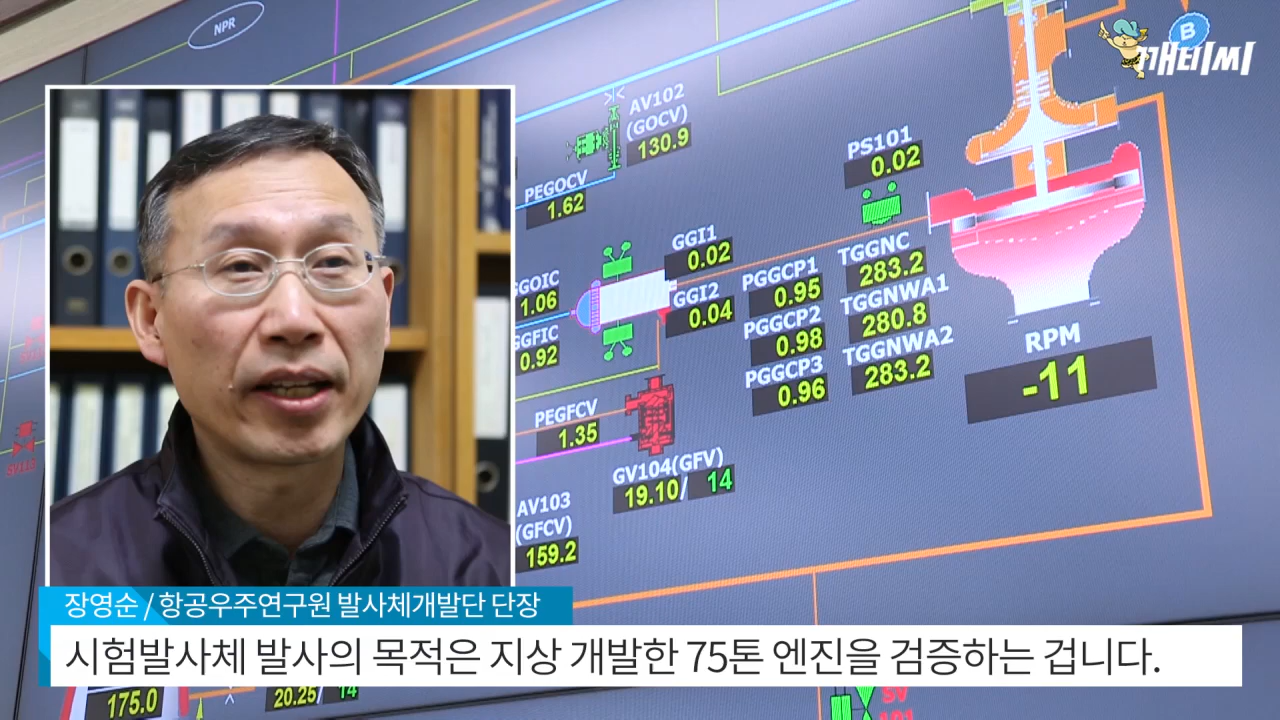 NPR
B
깨비M
AV102
(GOCV)
130.9
PEGOCV
1.62
PS101
0.02
GGI1
0.02
GGOIC
1.06
GGI2
0.04
GGFIC
0.92
PGGCP1
0.95
PGGCP2
0.98
PGGCP3
0.96
TGGNC
283.2
TGGNWA1
280.8
TGGNWA2
283.2
RPM
-11
PEGFCV
1.35
GV104(GFV)
19.10/ 14
AV103
(GFCV)
159.2
장영순 / 항공우주연구원 발사체개발단 단장
시험발사체 발사의 목적은 지상 개발한 75톤 엔진을 검증하는 겁니다.
175.0
20.25/ 14
SV